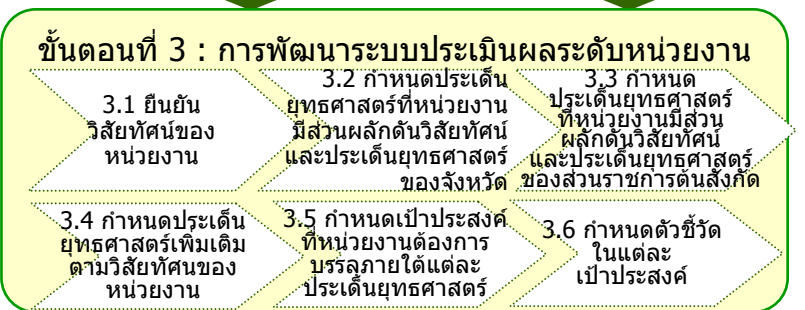 ขั้นตอนที่ 3 : การพัฒนาระบบประเมินผลระดับหน่วยงาน
3.1 ยืนยัน
วิสัยทัศน์ของ
หน่วยงาน
3.2 กำหนดประเด็น
ยุทธศาสตร์ที่หน่วยงาน
มีส่วนผลักดันวิสัยทัศน์
และประเด็นยุทธศาสตร์
ของจังหวัด
3.3 กำหนด
ประเด็นยุทธศาสตร์
ที่หน่วยงานมีส่วน
ผลักดันวิสัยทัศน์
และประเด็นยุทธศาสตร์
ของส่วนราชการต้นสังกัด
3.4 กำหนดประเด็น
ยุทธศาสตร์เพิ่มเติม
ตามวิสัยทัศนของ
หน่วยงาน
3.5 กำหนดเป้าประสงค์
ที่หน่วยงานต้องการ
บรรลุภายใต้แต่ละ
ประเด็นยุทธศาสตร์
3.6 กำหนดตัวชี้วัด
ในแต่ละ
เป้าประสงค์